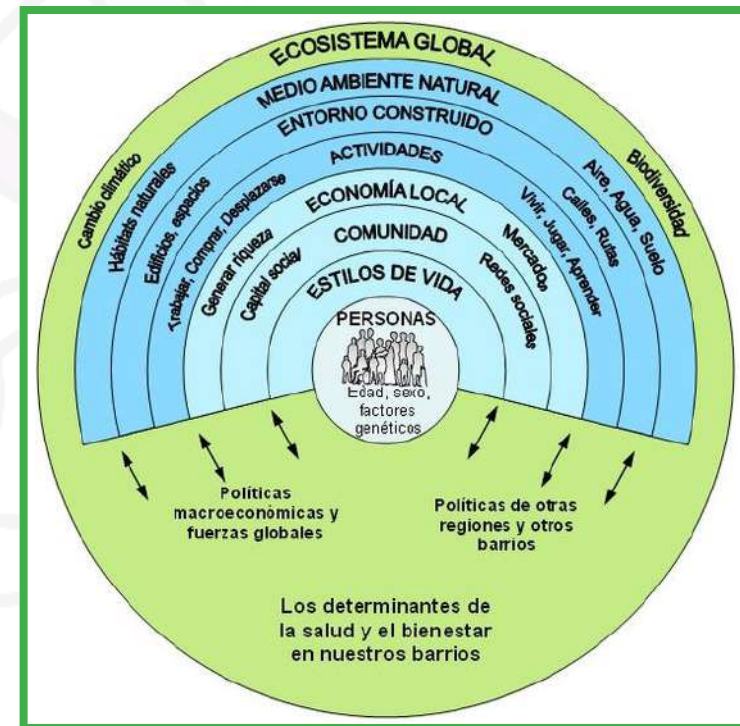 ECOSISTEMA GLOBAL
Cambio climático
Biodiversidad
MEDIO AMBIENTE NATURAL
Hábitats naturales
Aire, Agua, Suelo
ENTORNO CONSTRUIDO
Edificios, espacios
Calles, Rutas
ACTIVIDADES
Trabajar, Comprar, Desplazarse
Vivir, Jugar, Aprender
ECONOMÍA LOCAL
Generar riqueza
Mercados
COMUNIDAD
Capital social
Redes sociales
ESTILOS DE VIDA
PERSONAS
Edad, sexo,
factores
genéticos
Políticas
macroeconómicas y
fuerzas globales
Políticas de otras
regiones y otros
barrios
Los determinantes de
la salud y el bienestar
en nuestros barrios